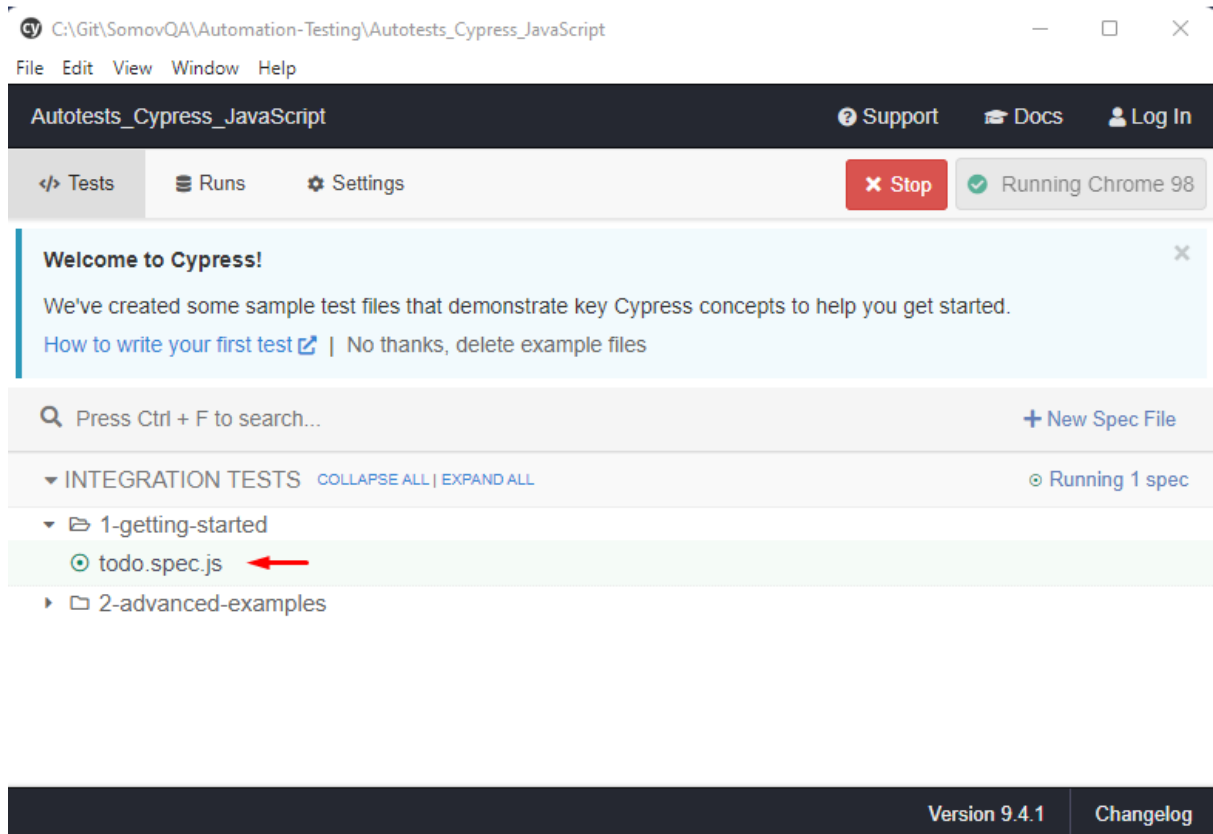 cy C:\Git\SomovQA\Automation-Testing\Autotests_Cypress_JavaScript
File Edit View Window Help
Autotests_Cypress_JavaScript Support Docs Log In
</> Tests Runs Settings Stop Running Chrome 98
Welcome to Cypress!
We've created some sample test files that demonstrate key Cypress concepts to help you get started.
How to write your first test | No thanks, delete example files
Press Ctrl + F to search... + New Spec File
INTEGRATION TESTS COLLAPSE ALL | EXPAND ALL Running 1 spec
1-getting-started
todo.spec.js
2-advanced-examples
Version 9.4.1 Changelog